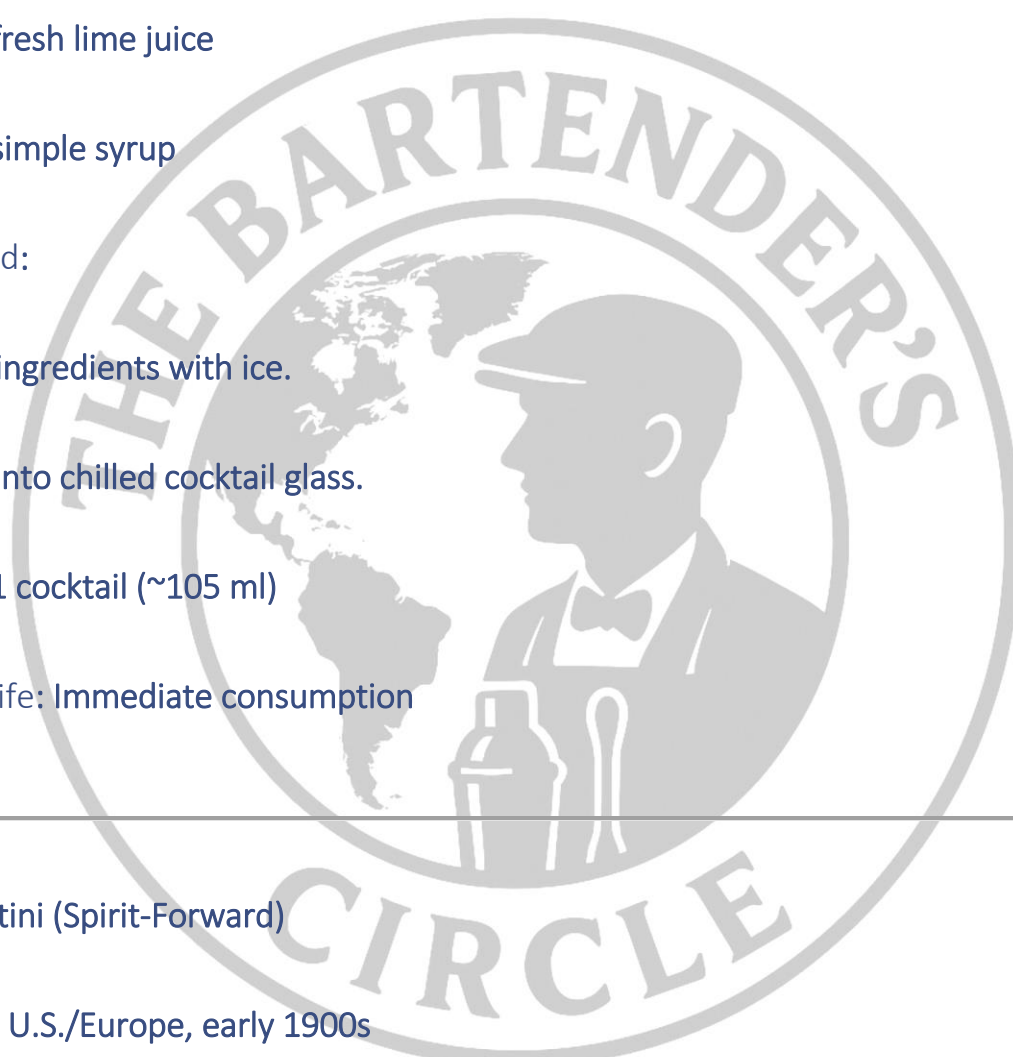 fresh lime juice
simple syrup
d:
ingredients with ice.
nto chilled cocktail glass.
1 cocktail (~105 ml)
ife: Immediate consumption
tini (Spirit-Forward)
U.S./Europe, early 1900s
THE BARTENDER'S
CIRCLE